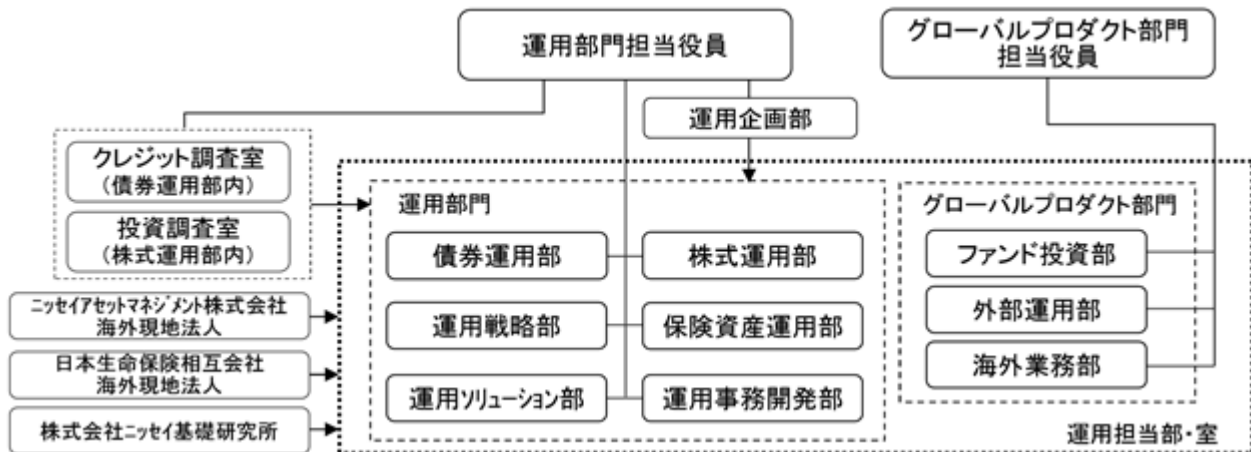 運用部門担当役員
グローバルプロダクト部門
担当役員
運用企画部
クレジット調査室
（債券運用部内）
投資調査室
（株式運用部内）
ニッセイアセットマネジメント株式会社
海外現地法人
日本生命保険相互会社
海外現地法人
株式会社ニッセイ基礎研究所
運用部門
債券運用部
株式運用部
運用戦略部
保険資産運用部
運用ソリューション部
運用事務開発部
グローバルプロダクト部門
ファンド投資部
外部運用部
海外業務部
運用担当部・室